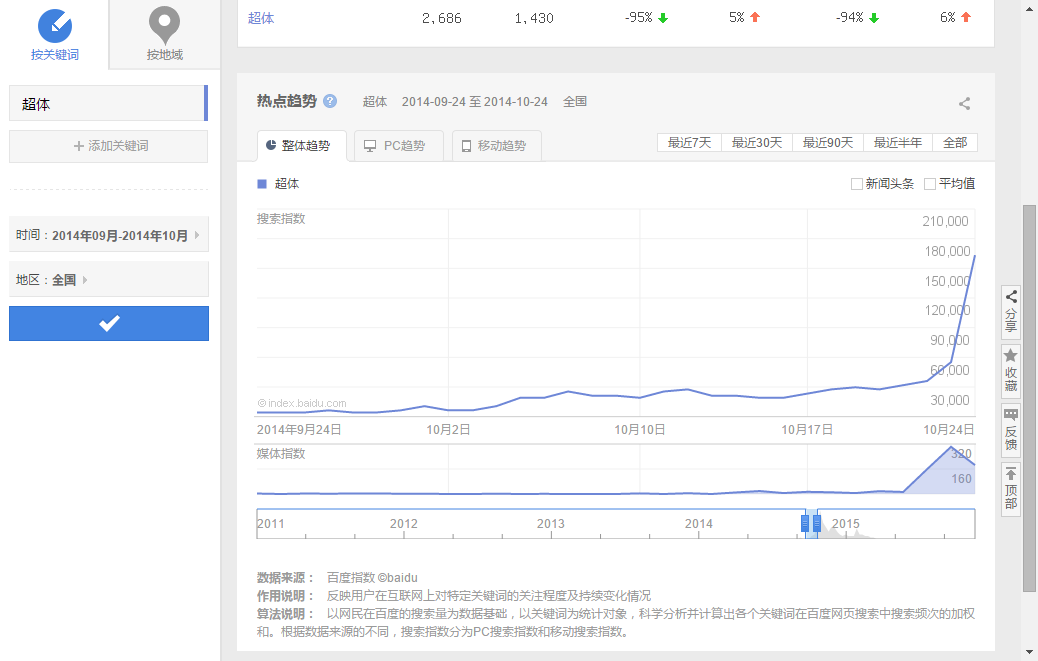 按关键词
按地域
超体
+ 添加关键词
时间：2014年09月-2014年10月
地区：全国
超体 2,686 1,430 -95% 5% -94% 6%
热点趋势 ? 超体 2014-09-24 至 2014-10-24 全国
整体趋势 PC趋势 移动趋势
最近7天 最近30天 最近90天 最近半年 全部
超体
新闻头条 平均值
搜索指数
210,000
180,000
150,000
120,000
90,000
60,000
30,000
© index.baidu.com
2014年9月24日 10月2日 10月10日 10月17日 10月24日
媒体指数
320
160
2011 2012 2013 2014 2015
数据来源： 百度指数 ©baidu
作用说明： 反映用户在互联网上对特定关键词的关注程度及持续变化情况
算法说明： 以网民在百度的搜索量为数据基础，以关键词为统计对象，科学分析并计算出各个关键词在百度网页搜索中搜索频次的加权
和。根据数据来源的不同，搜索指数分为PC搜索指数和移动搜索指数。
分享
收藏
反馈
顶部